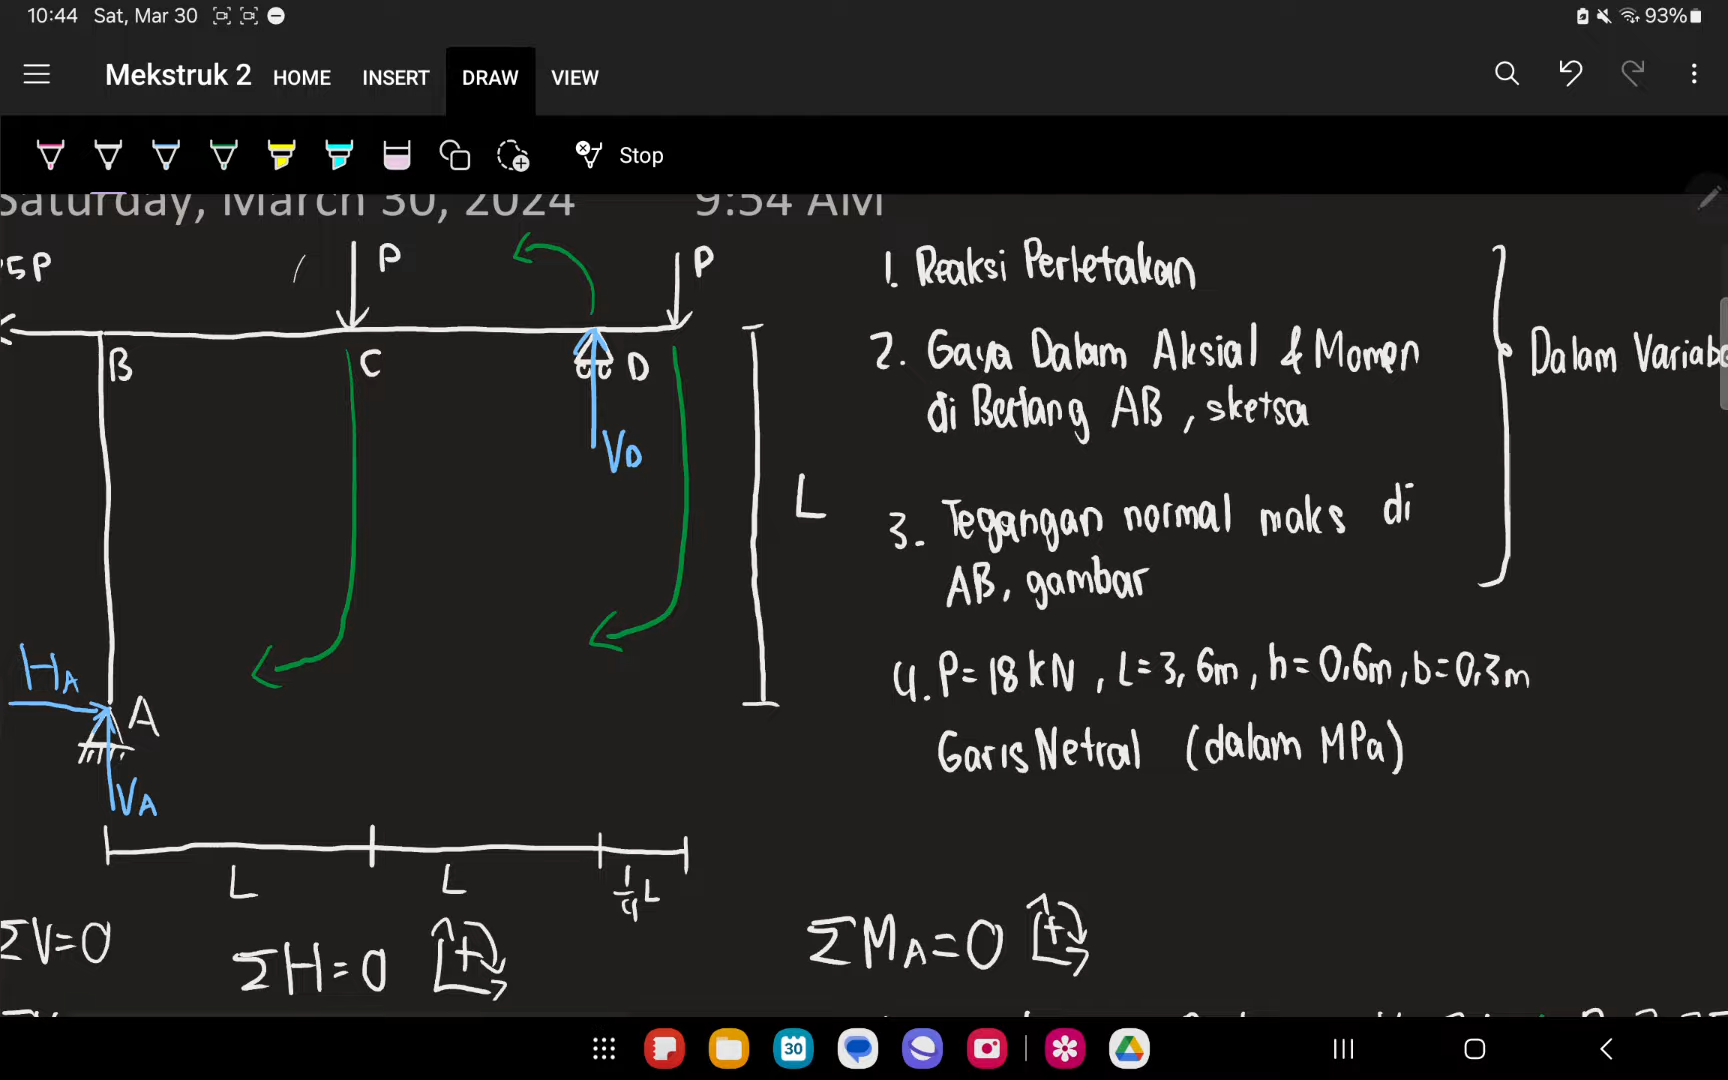 10:44 Sat, Mar 30
93%
Mekstruk 2 HOME INSERT DRAW VIEW
Stop
Saturday, March 30, 2024 9:54 AM
5P
P
P
B
C
D
VD
L
HA
A
VA
L
L
1/4 L
ΣV=0
ΣH=0 +
ΣMA=0 +
1. Reaksi Perletakan
2. Gaya Dalam Aksial & Momen
di Bentang AB, sketsa
Dalam Variab
3. Tegangan normal maks di
AB, gambar
4. P=18 kN, L=3,6m, h=0,6m, b=0,3m
Garis Netral (dalam MPa)
30